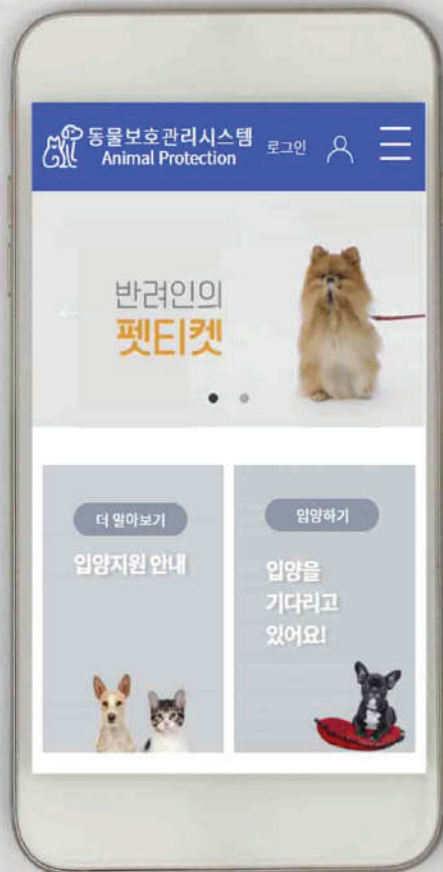 동물보호관리시스템
Animal Protection
로그인
반려인의
펫티켓
더 알아보기
입양지원 안내
입양하기
입양을
기다리고
있어요!